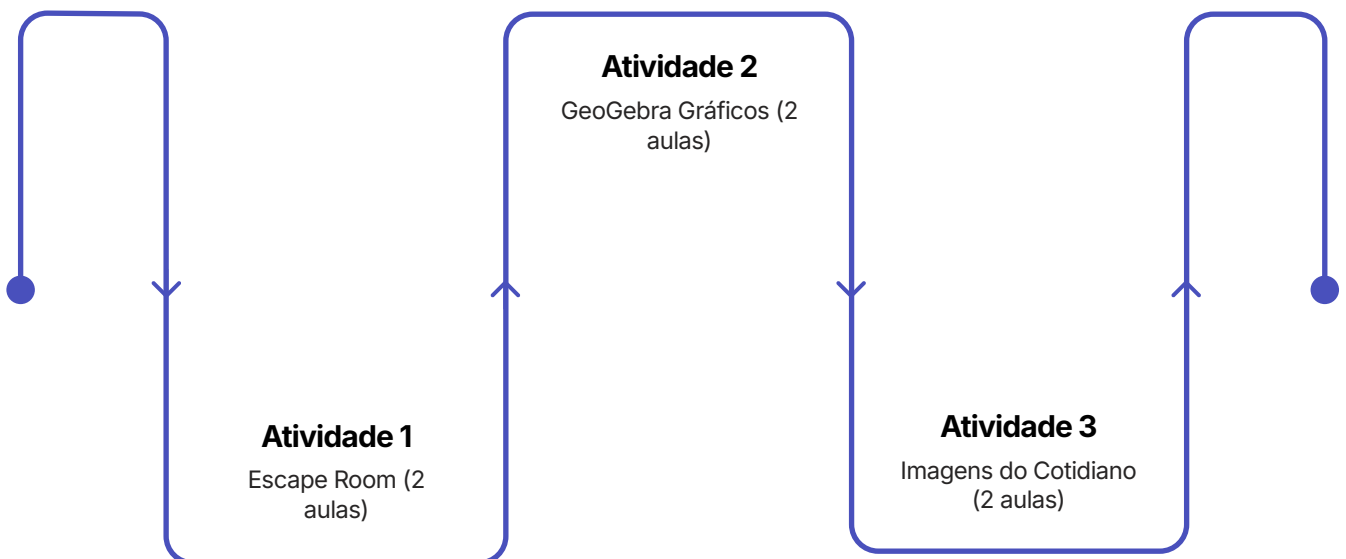 Atividade 1
Escape Room (2
aulas)
Atividade 2
GeoGebra Gráficos (2
aulas)
Atividade 3
Imagens do Cotidiano
(2 aulas)